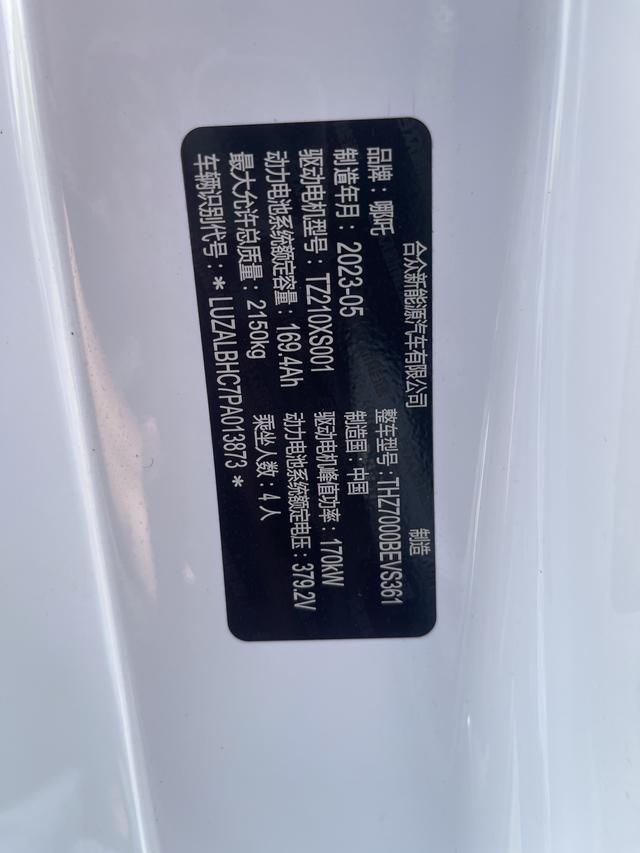 合众新能源汽车有限公司 制造
品牌：哪吒 整车型号：THZ7000BEVS361
制造年月：2023-05 制造国：中国
驱动电机型号：TZ210XS001 驱动电机峰值功率：170kW
动力电池系统额定容量：169.4Ah 动力电池系统额定电压：379.2V
最大允许总质量：2150kg 乘坐人数：4人
车辆识别代号：*LUZALBHC7PA013873*